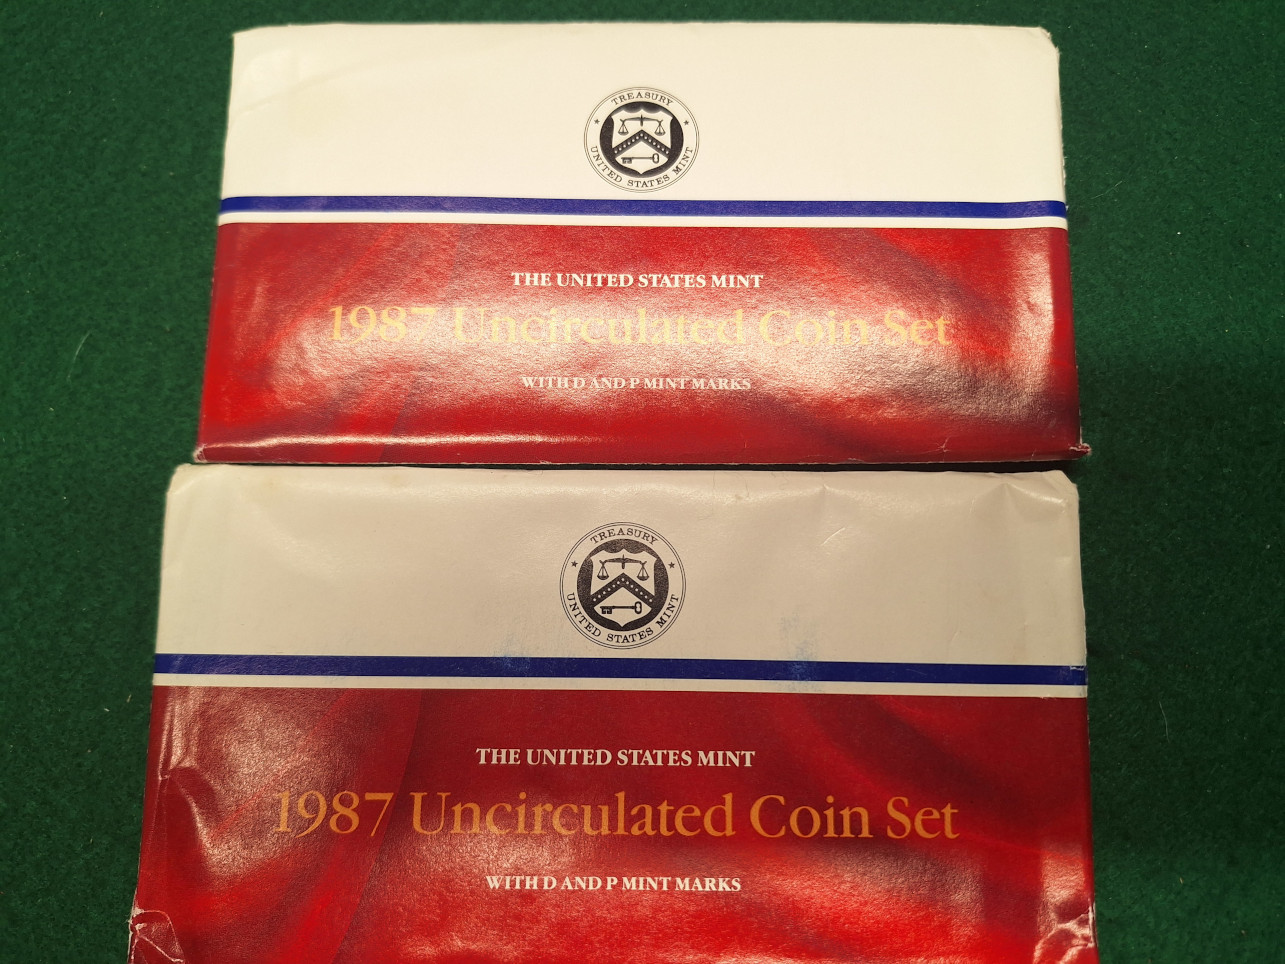 TREASURY
UNITED STATES MINT
THE UNITED STATES MINT
1987 Uncirculated Coin Set
WITH D AND P MINT MARKS
TREASURY
UNITED STATES MINT
THE UNITED STATES MINT
1987 Uncirculated Coin Set
WITH D AND P MINT MARKS